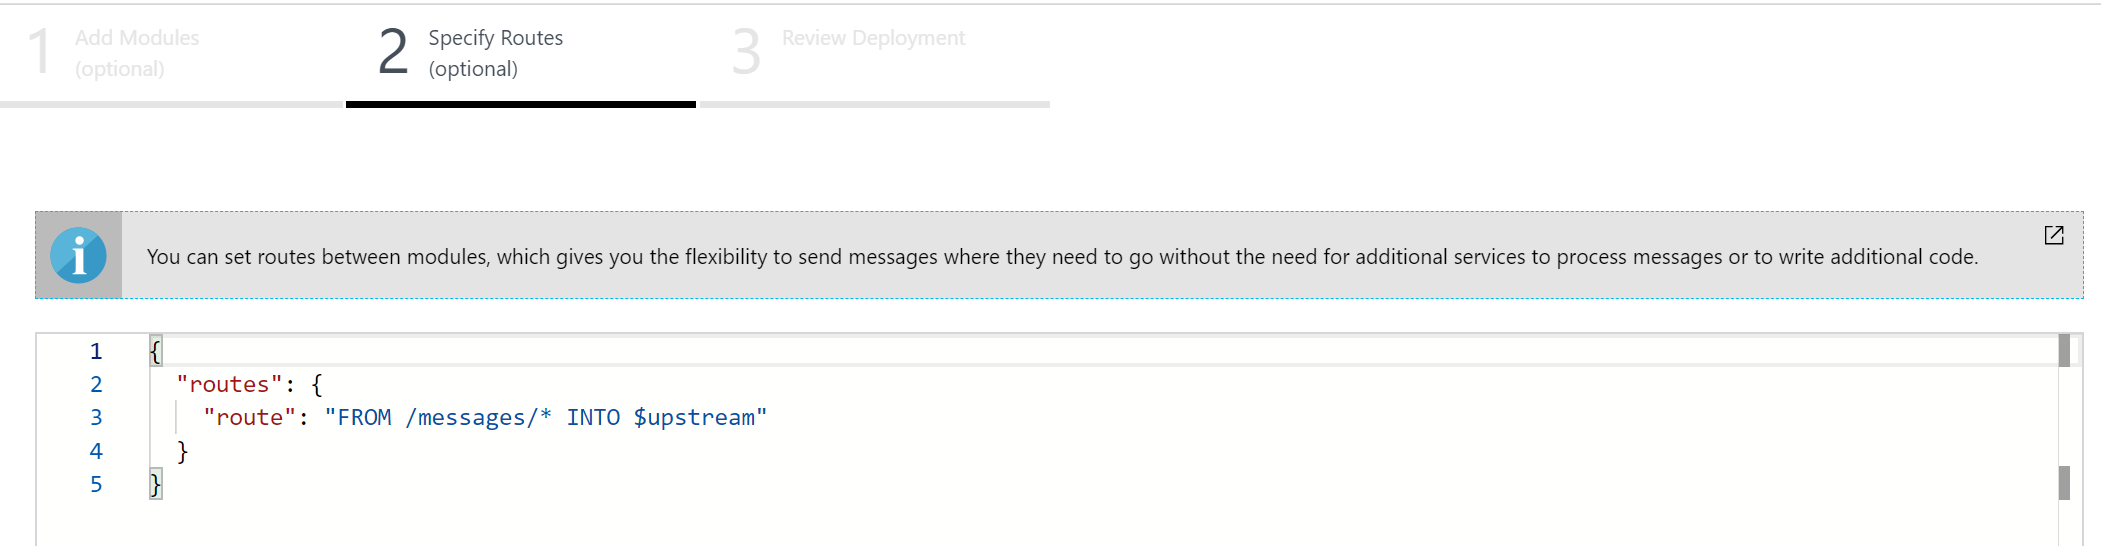 1 Add Modules
(optional)
2 Specify Routes
(optional)
3 Review Deployment
You can set routes between modules, which gives you the flexibility to send messages where they need to go without the need for additional services to process messages or to write additional code.
1 {
2 "routes": {
3 "route": "FROM /messages/* INTO $upstream"
4 }
5 }